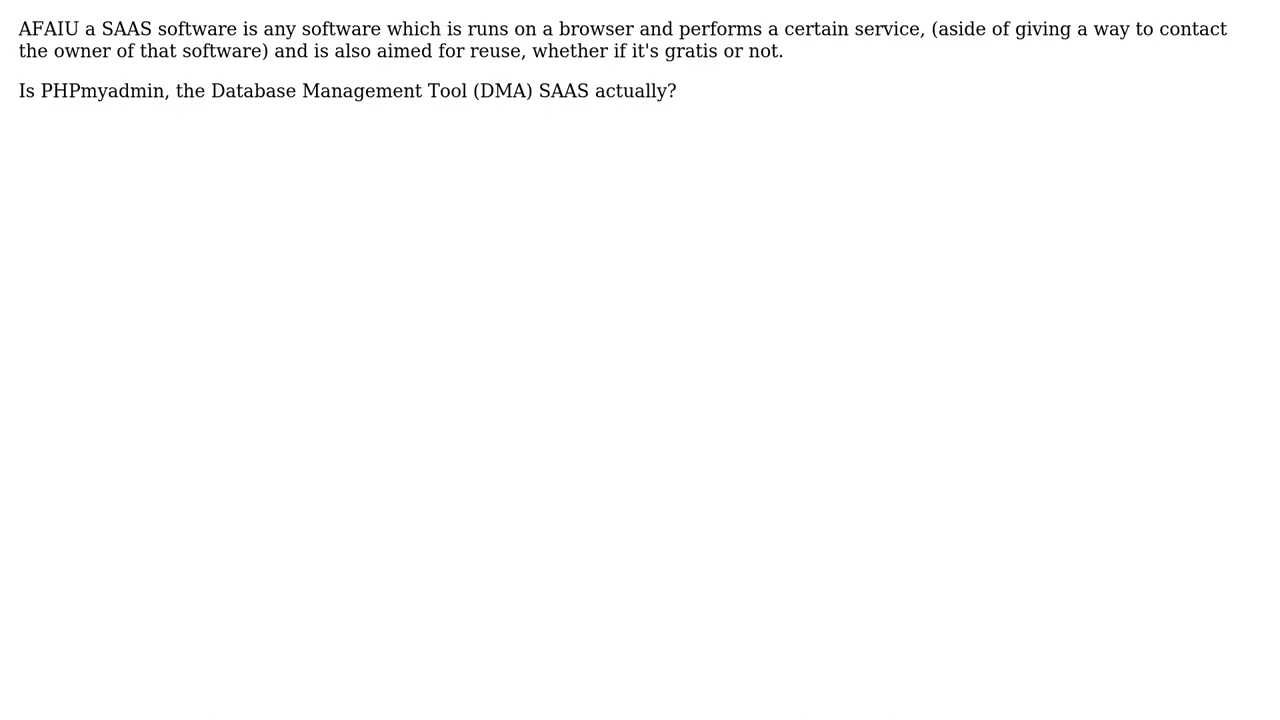 AFAIU a SAAS software is any software which is runs on a browser and performs a certain service, (aside of giving a way to contact
the owner of that software) and is also aimed for reuse, whether if it's gratis or not.
Is PHPmyadmin, the Database Management Tool (DMA) SAAS actually?